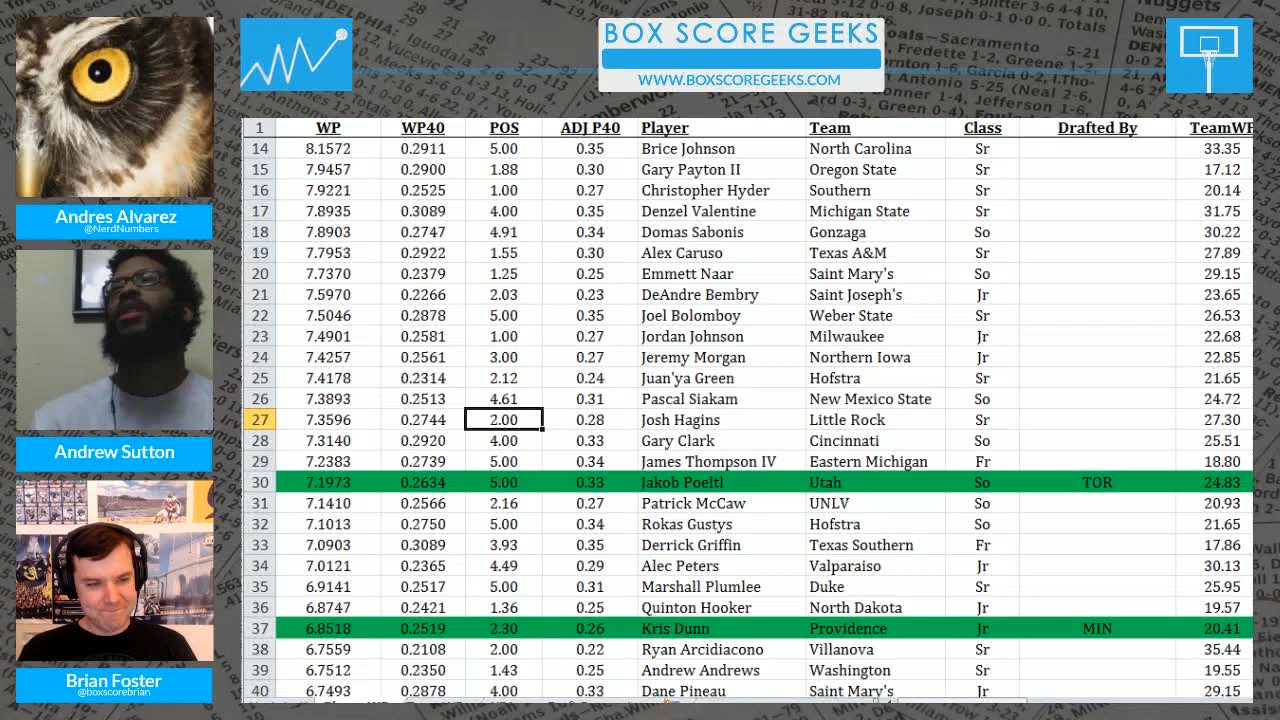 BOX SCORE GEEKS
WWW.BOXSCOREGEEKS.COM
Andres Alvarez
@NerdNumbers
Andrew Sutton
Brian Foster
@boxscorebrian
1 WP WP40 POS ADJ P40 Player Team Class Drafted By TeamWP
14 8.1572 0.2911 5.00 0.35 Brice Johnson North Carolina Sr 33.35
15 7.9457 0.2900 1.88 0.30 Gary Payton II Oregon State Sr 17.12
16 7.9221 0.2525 1.00 0.27 Christopher Hyder Southern Sr 20.14
17 7.8935 0.3089 4.00 0.35 Denzel Valentine Michigan State Sr 31.75
18 7.8903 0.2747 4.91 0.34 Domas Sabonis Gonzaga So 30.22
19 7.7953 0.2922 1.55 0.30 Alex Caruso Texas A&M Sr 27.89
20 7.7370 0.2379 1.25 0.25 Emmett Naar Saint Mary's So 29.15
21 7.5970 0.2266 2.03 0.23 DeAndre Bembry Saint Joseph's Jr 23.65
22 7.5046 0.2878 5.00 0.35 Joel Bolomboy Weber State Sr 26.53
23 7.4901 0.2581 1.00 0.27 Jordan Johnson Milwaukee Jr 22.68
24 7.4257 0.2561 3.00 0.27 Jeremy Morgan Northern Iowa Jr 22.85
25 7.4178 0.2314 2.12 0.24 Juan'ya Green Hofstra Sr 21.65
26 7.3893 0.2513 4.61 0.31 Pascal Siakam New Mexico State So 24.72
27 7.3596 0.2744 2.00 0.28 Josh Hagins Little Rock Sr 27.30
28 7.3140 0.2920 4.00 0.33 Gary Clark Cincinnati So 25.51
29 7.2383 0.2739 5.00 0.34 James Thompson IV Eastern Michigan Fr 18.80
30 7.1973 0.2634 5.00 0.33 Jakob Poeltl Utah So TOR 24.83
31 7.1410 0.2566 2.16 0.27 Patrick McCaw UNLV So 20.93
32 7.1013 0.2750 5.00 0.34 Rokas Gustys Hofstra So 21.65
33 7.0903 0.3089 3.93 0.35 Derrick Griffin Texas Southern Fr 17.86
34 7.0121 0.2365 4.49 0.29 Alec Peters Valparaiso Jr 30.13
35 6.9141 0.2517 5.00 0.31 Marshall Plumlee Duke Sr 25.95
36 6.8747 0.2421 1.36 0.25 Quinton Hooker North Dakota Jr 19.57
37 6.8518 0.2519 2.30 0.26 Kris Dunn Providence Jr MIN 20.41
38 6.7559 0.2108 2.00 0.22 Ryan Arcidiacono Villanova Sr 35.44
39 6.7512 0.2350 1.43 0.25 Andrew Andrews Washington Sr 19.55
40 6.7493 0.2878 4.00 0.33 Dane Pineau Saint Mary's Jr 29.15